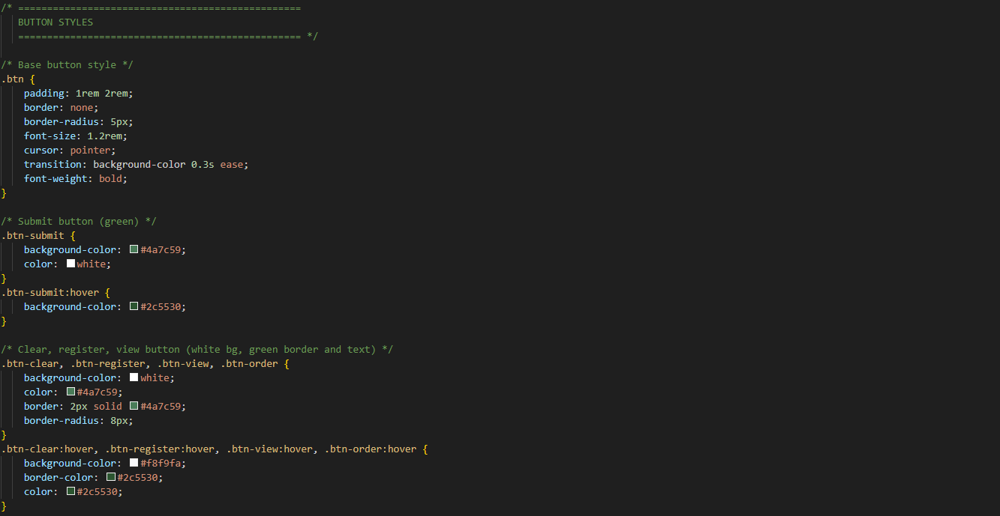 /* =================================================
BUTTON STYLES
================================================= */
/* Base button style */
.btn {
padding: 1rem 2rem;
border: none;
border-radius: 5px;
font-size: 1.2rem;
cursor: pointer;
transition: background-color 0.3s ease;
font-weight: bold;
}
/* Submit button (green) */
.btn-submit {
background-color: #4a7c59;
color: white;
}
.btn-submit:hover {
background-color: #2c5530;
}
/* Clear, register, view button (white bg, green border and text) */
.btn-clear, .btn-register, .btn-view, .btn-order {
background-color: white;
color: #4a7c59;
border: 2px solid #4a7c59;
border-radius: 8px;
}
.btn-clear:hover, .btn-register:hover, .btn-view:hover, .btn-order:hover {
background-color: #f8f9fa;
border-color: #2c5530;
color: #2c5530;
}